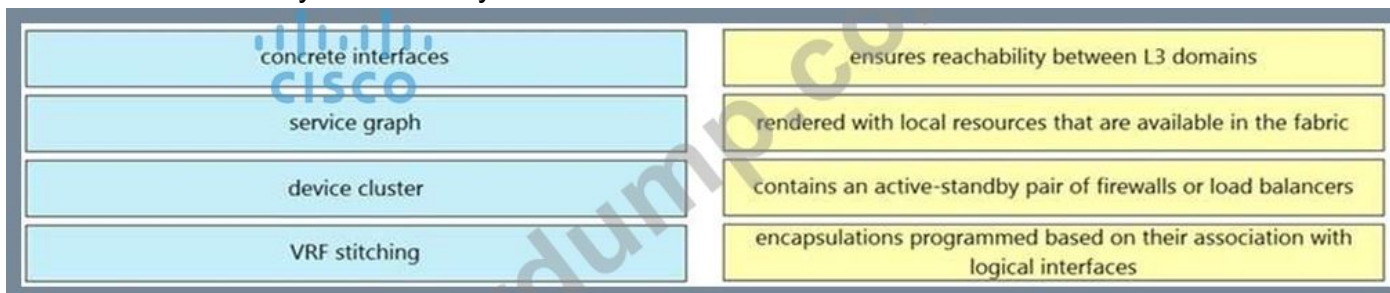 concrete interfaces
ensures reachability between L3 domains
CISCO
service graph
rendered with local resources that are available in the fabric
device cluster
contains an active-standby pair of firewalls or load balancers
VRF stitching
encapsulations programmed based on their association with
logical interfaces